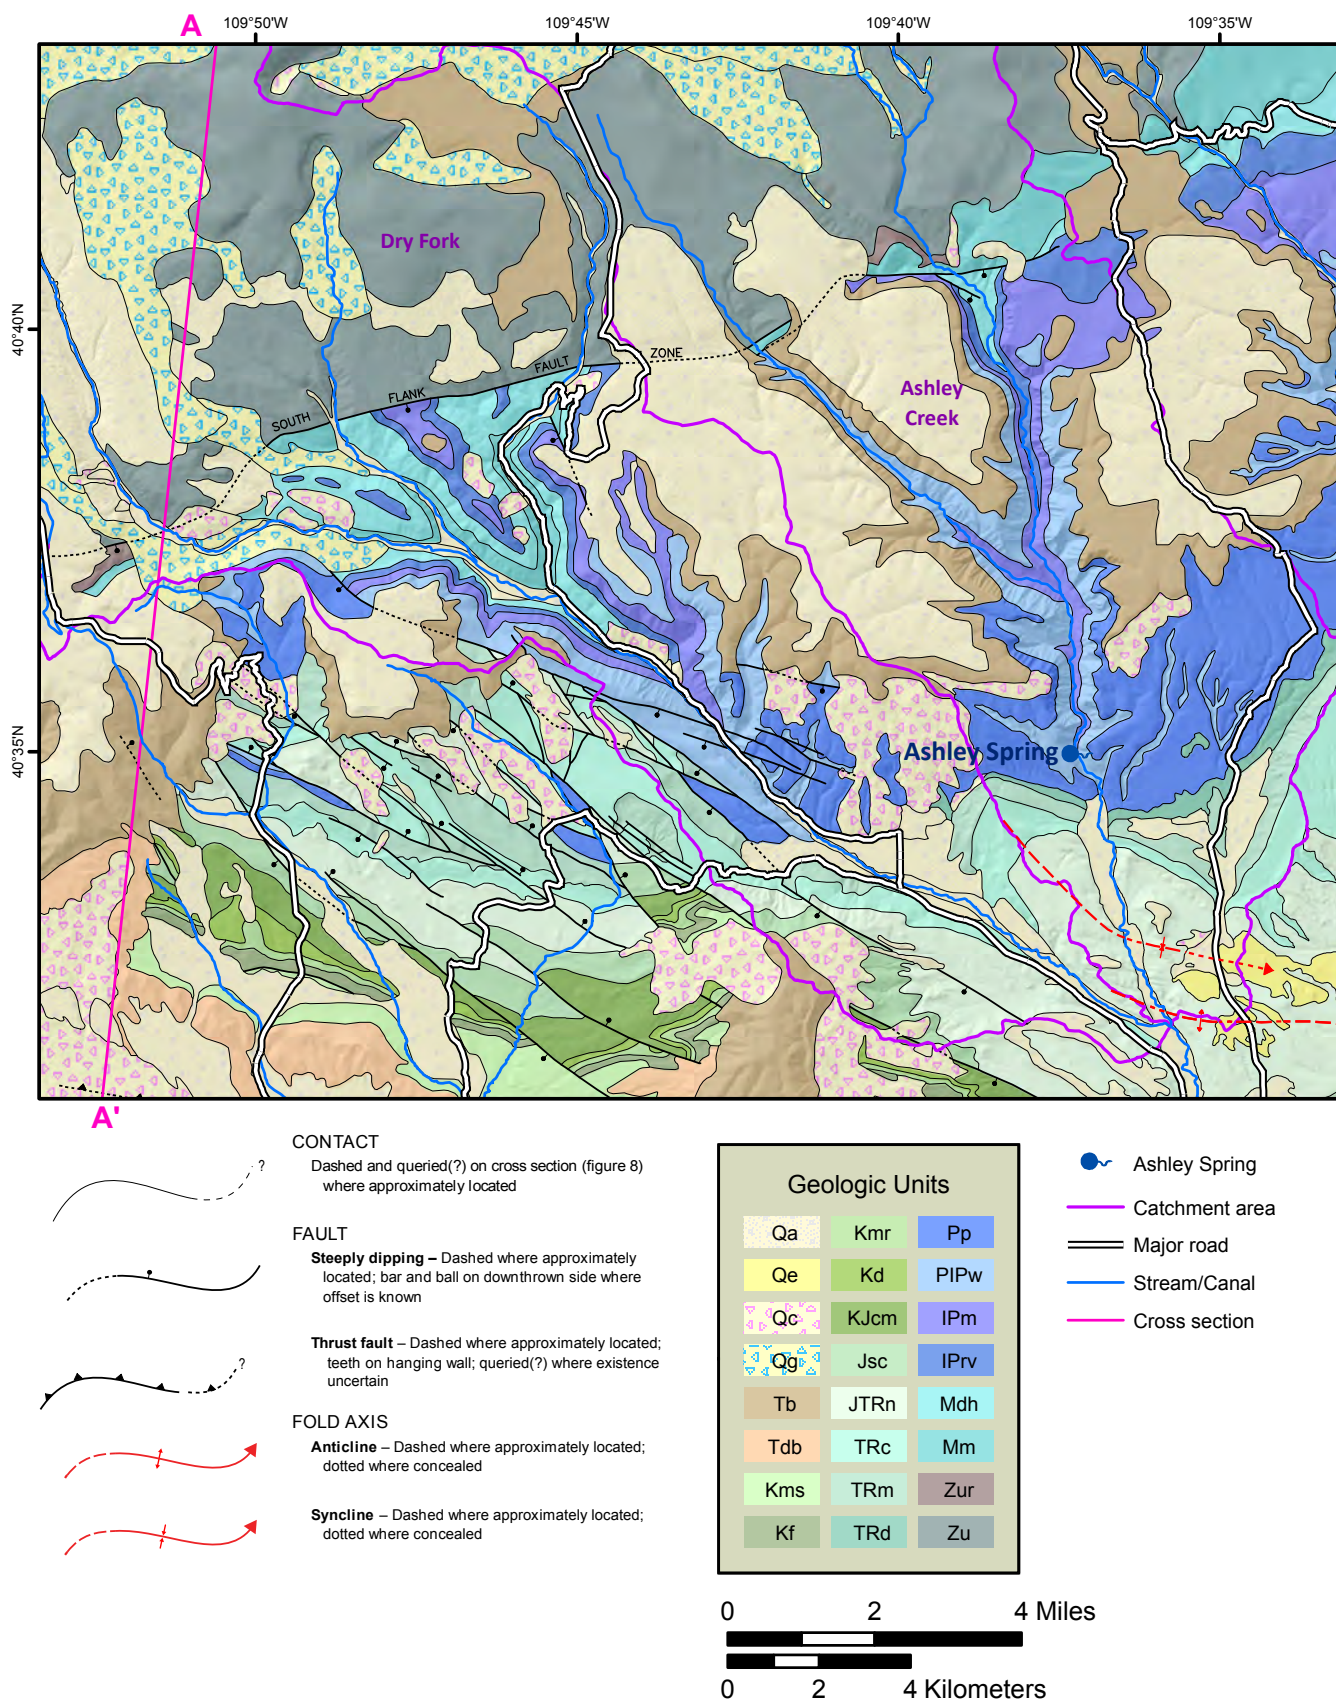 A
109°50'W
109°45'W
109°40'W
109°35'W
40°40'N
40°35'N
Dry Fork
Ashley
Creek
SOUTH FLANK FAULT ZONE
Ashley Spring
A'
CONTACT
?
Dashed and queried(?) on cross section (figure 8)
where approximately located
FAULT
Steeply dipping – Dashed where approximately
located; bar and ball on downthrown side where
offset is known
?
Thrust fault – Dashed where approximately located;
teeth on hanging wall; queried(?) where existence
uncertain
FOLD AXIS
Anticline – Dashed where approximately located;
dotted where concealed
Syncline – Dashed where approximately located;
dotted where concealed
Geologic Units
Qa Kmr Pp
Qe Kd PIPw
Qc KJcm IPm
Qg Jsc IPrv
Tb JTRn Mdh
Tdb TRc Mm
Kms TRm Zur
Kf TRd Zu
Ashley Spring
Catchment area
Major road
Stream/Canal
Cross section
0 2 4 Miles
0 2 4 Kilometers